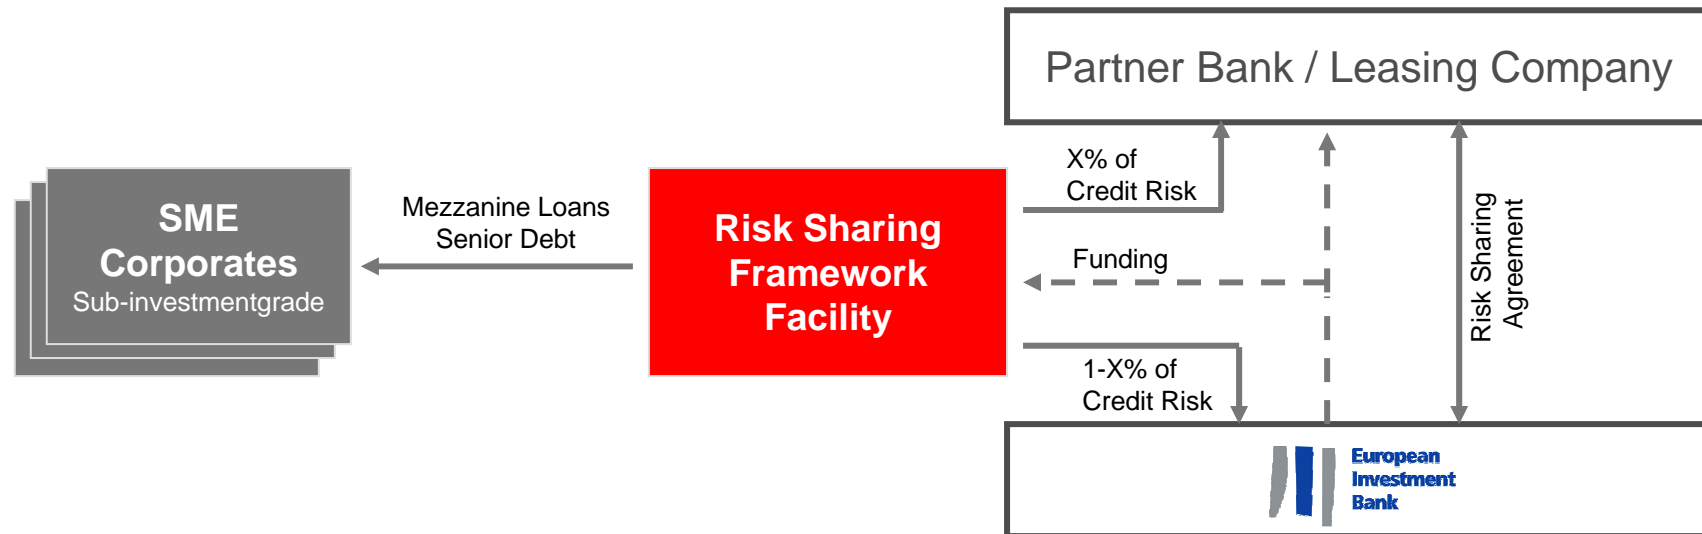 Partner Bank / Leasing Company
SME
Corporates
Sub-investmentgrade
Mezzanine Loans
Senior Debt
Risk Sharing
Framework
Facility
X% of
Credit Risk
Funding
1-X% of
Credit Risk
Risk Sharing
Agreement
European
Investment
Bank